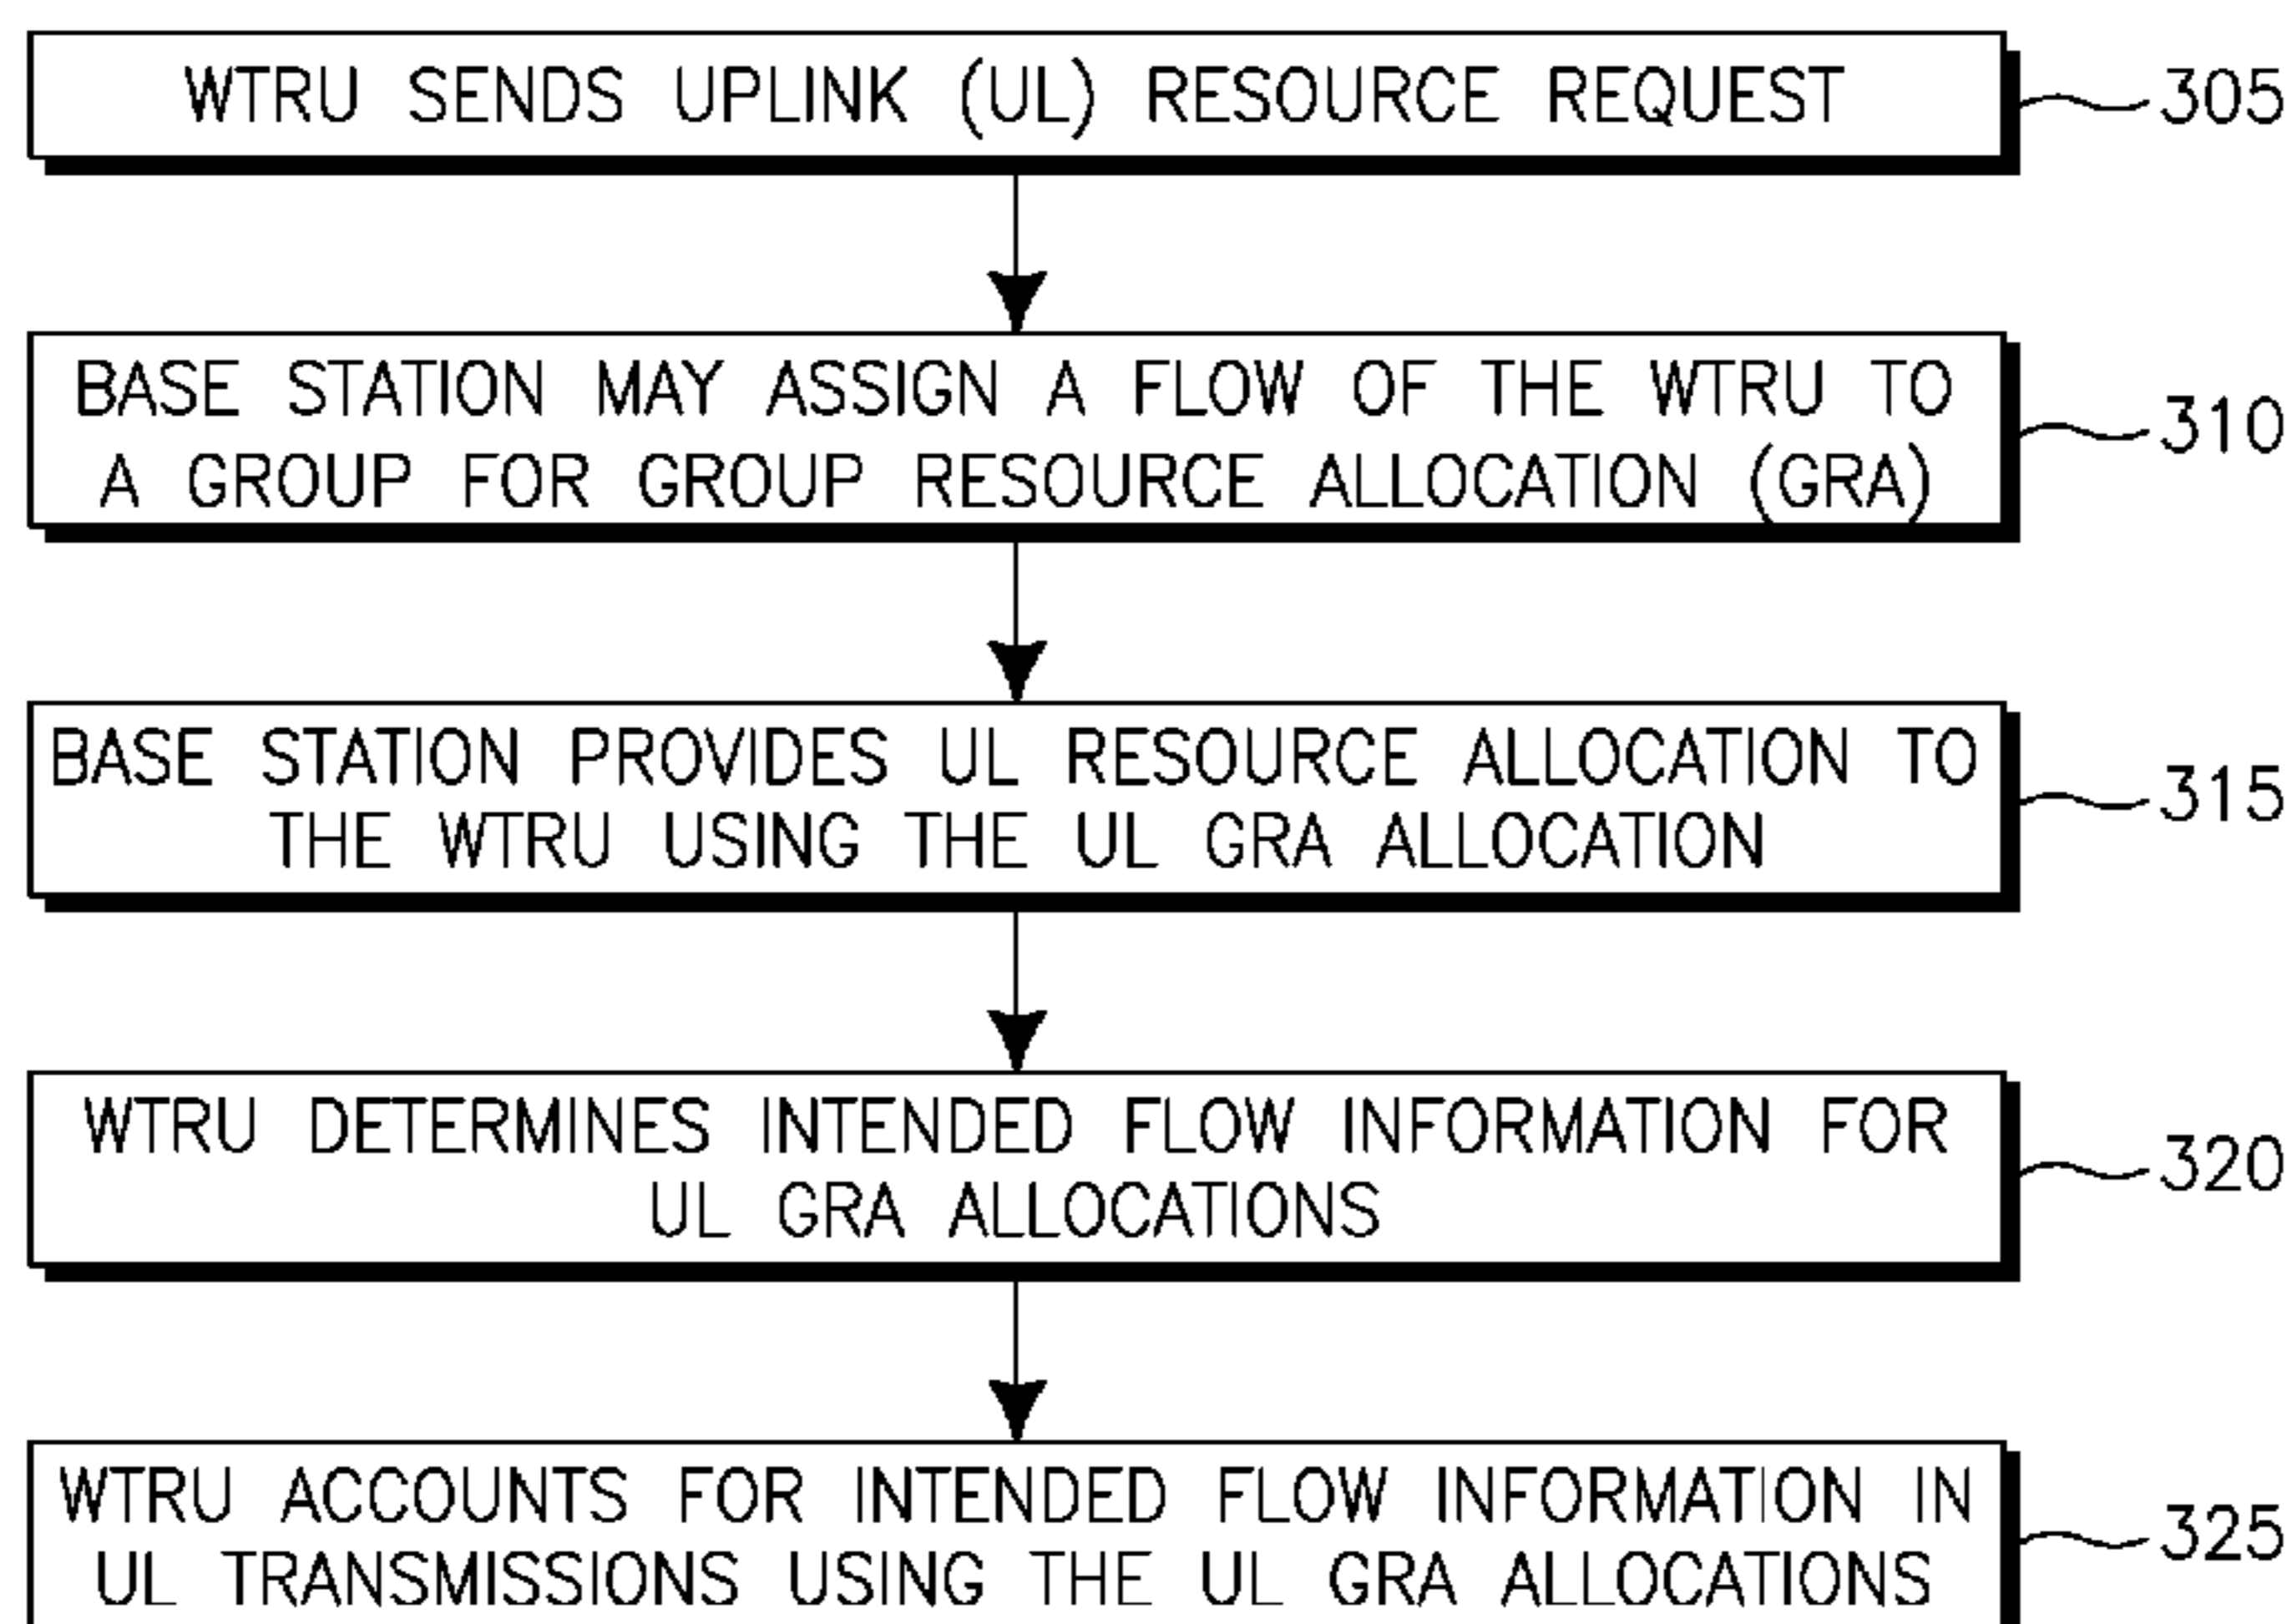 WTRU SENDS UPLINK (UL) RESOURCE REQUEST
305
BASE STATION MAY ASSIGN A FLOW OF THE WTRU TO
A GROUP FOR GROUP RESOURCE ALLOCATION (GRA)
310
BASE STATION PROVIDES UL RESOURCE ALLOCATION TO
THE WTRU USING THE UL GRA ALLOCATION
315
WTRU DETERMINES INTENDED FLOW INFORMATION FOR
UL GRA ALLOCATIONS
320
WTRU ACCOUNTS FOR INTENDED FLOW INFORMATION IN
UL TRANSMISSIONS USING THE UL GRA ALLOCATIONS
325